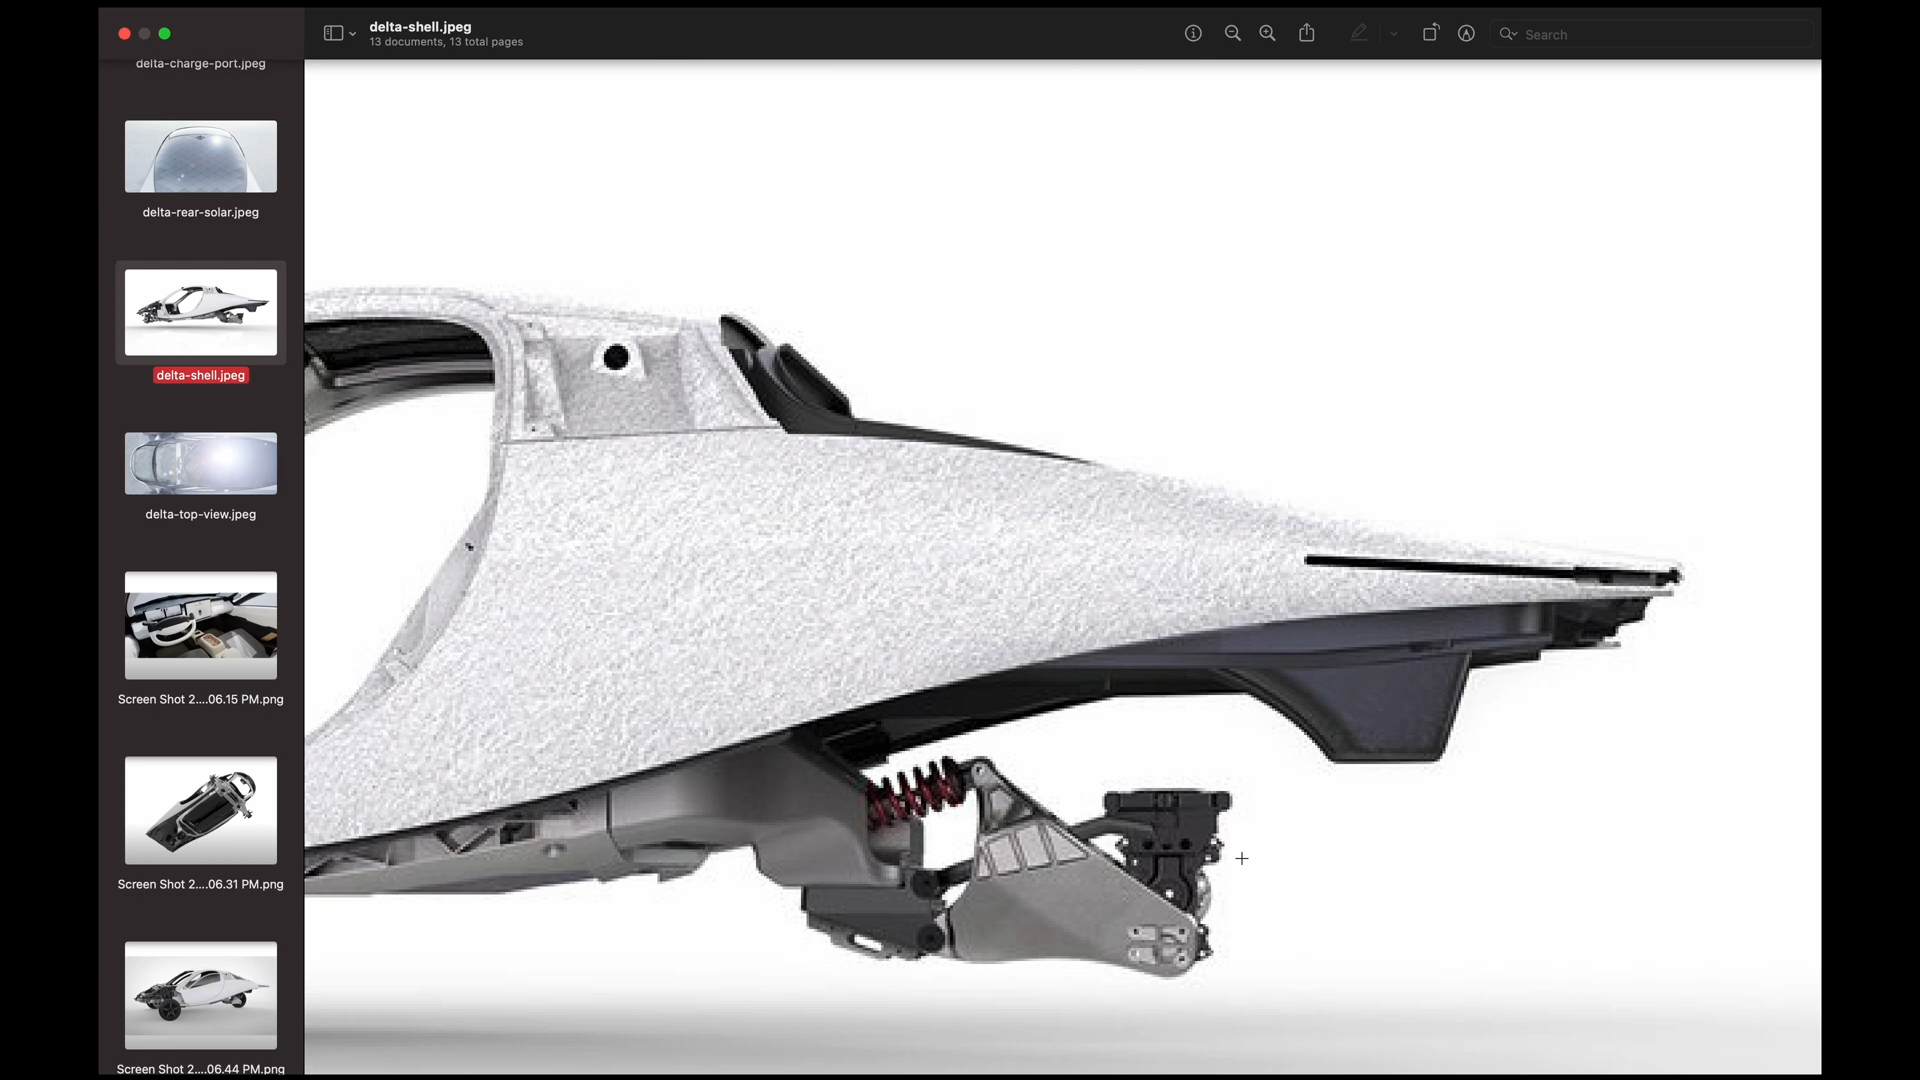 delta-shell.jpeg
13 documents, 13 total pages
Search
delta-charge-port.jpeg
delta-rear-solar.jpeg
delta-shell.jpeg
delta-top-view.jpeg
Screen Shot 2....06.15 PM.png
Screen Shot 2....06.31 PM.png
Screen Shot 2....06.44 PM.png